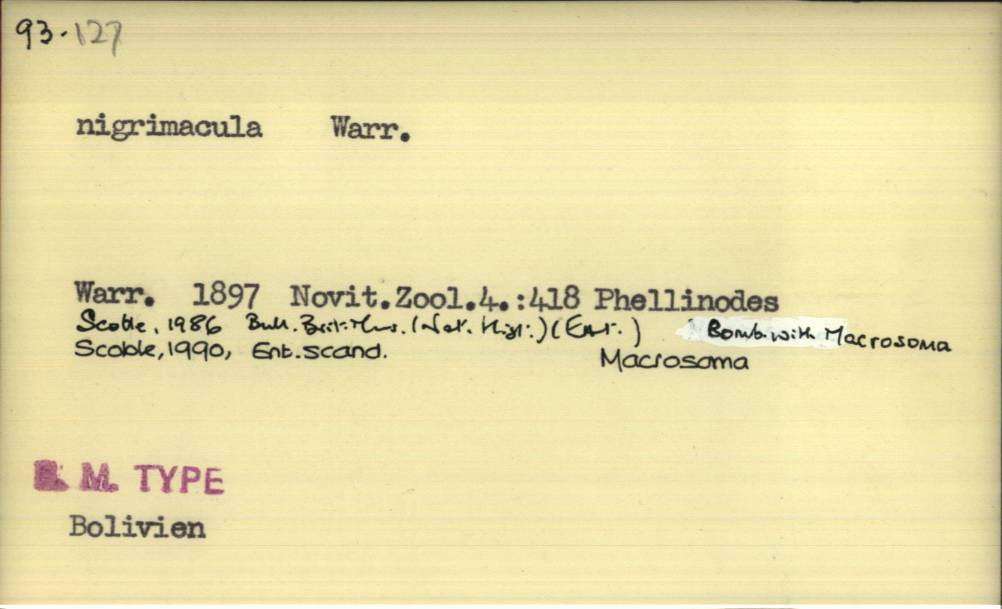 93.127
nigrimacula Warr.
Warr. 1897 Novit.Zool.4.:418 Phellinodes
Scoble, 1986 Bull. Brit. Mus. (Nat. Hist.) (Ent.) Comb. with Macrosoma
Scoble, 1990, Ent. scand. Macrosoma
B. M. TYPE
Bolivien